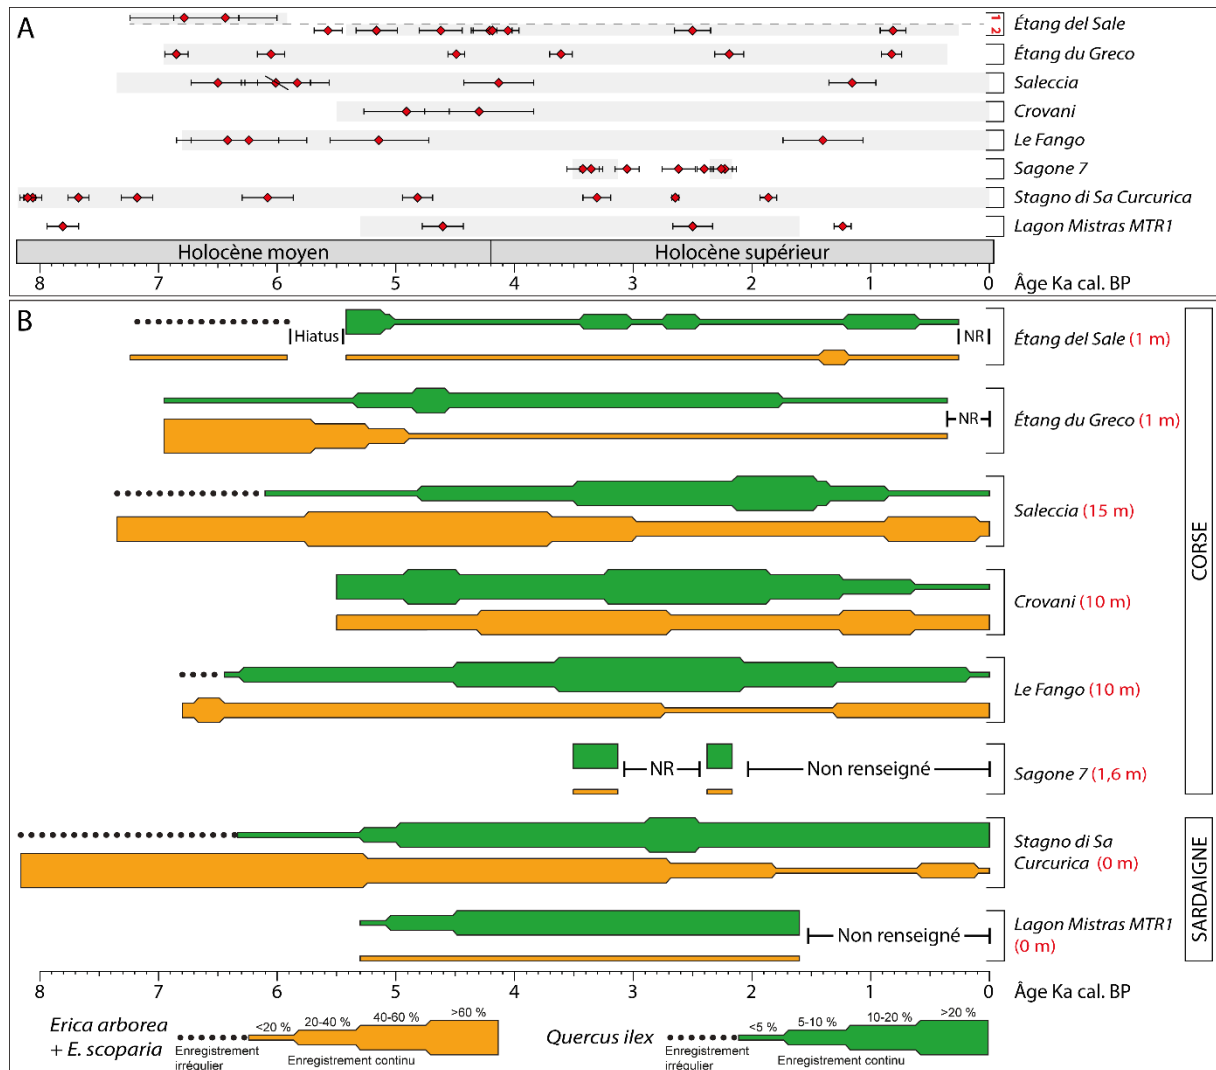 A
1
2
Étang del Sale
Étang du Greco
Saleccia
Crovani
Le Fango
Sagone 7
Stagno di Sa Curcurica
Lagon Mistras MTR1
Holocène moyen
Holocène supérieur
8 7 6 5 4 3 2 1 0 Âge Ka cal. BP
B
Hiatus
NR
Étang del Sale (1 m)
NR
Étang du Greco (1 m)
Saleccia (15 m)
Crovani (10 m)
Le Fango (10 m)
NR
Non renseigné
Sagone 7 (1,6 m)
CORSE
Stagno di Sa
Curcurica (0 m)
Non renseigné
Lagon Mistras MTR1
(0 m)
SARDAIGNE
8 7 6 5 4 3 2 1 0 Âge Ka cal. BP
Erica arborea
+ E. scoparia
<20 % 20-40 % 40-60 % >60 %
Enregistrement
irrégulier
Enregistrement continu
Quercus ilex
<5 % 5-10 % 10-20 % >20 %
Enregistrement
irrégulier
Enregistrement continu